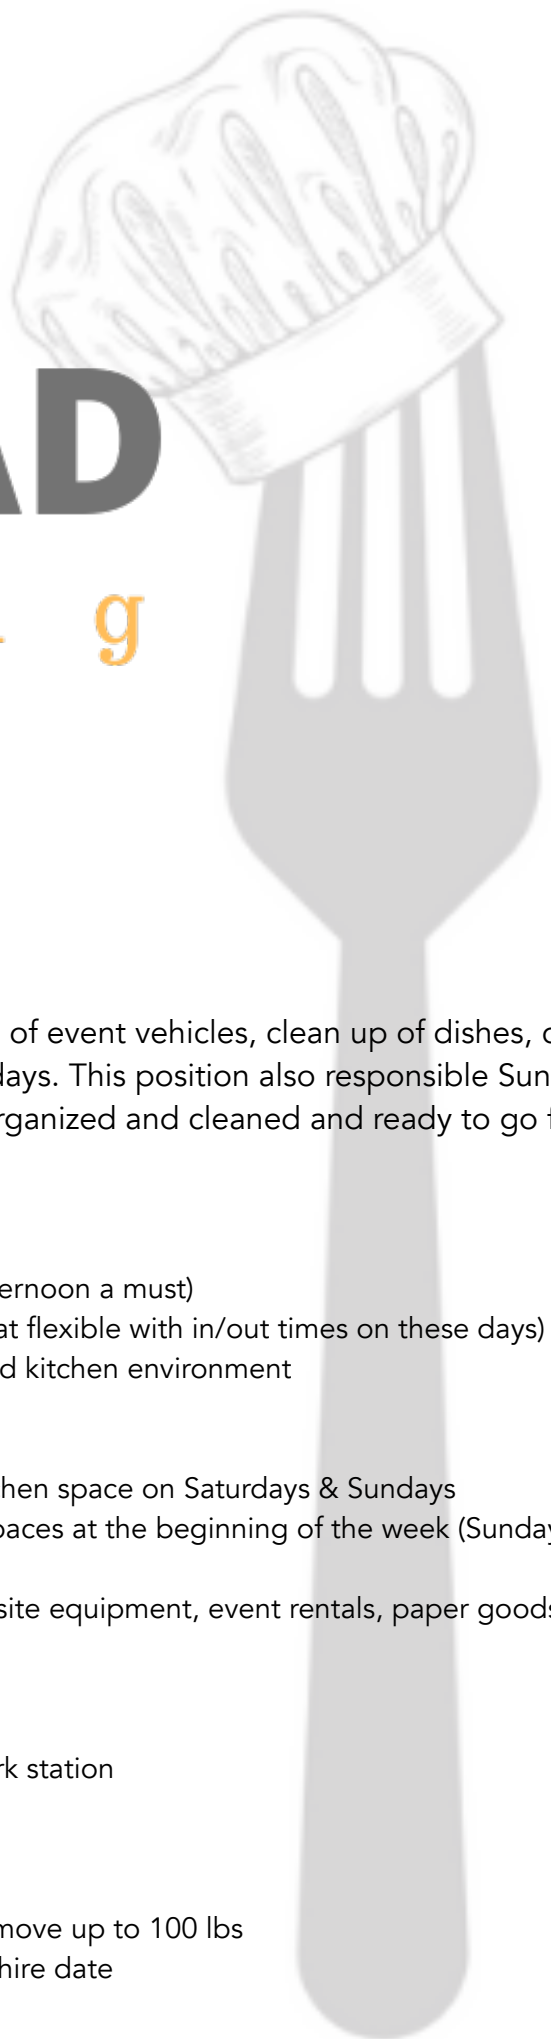 AD
g
of event vehicles, clean up of dishes,
days. This position also responsible
organized and cleaned and ready to go
ernoon a must)
at flexible with in/out times on these days)
d kitchen environment
hen space on Saturdays & Sundays
paces at the beginning of the week (Sunday
site equipment, event rentals, paper goods
rk station
move up to 100 lbs
hire date